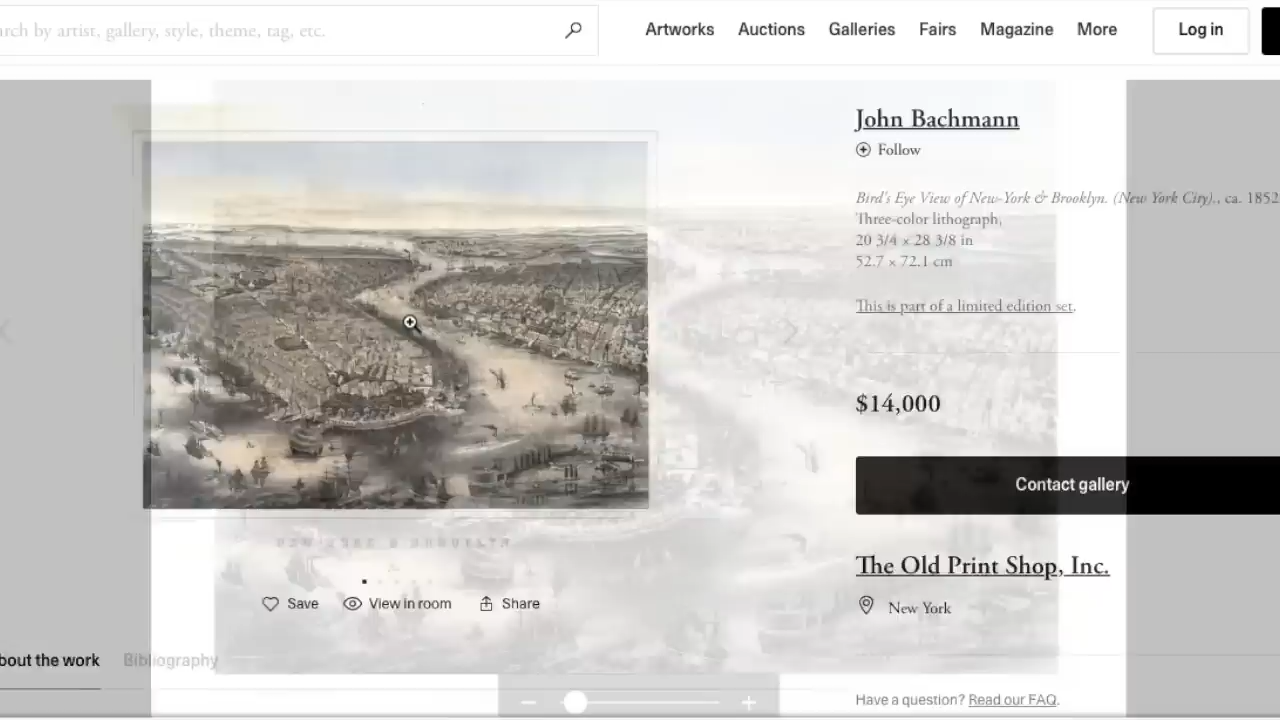 rch by artist, gallery, style, theme, tag, etc.
Artworks Auctions Galleries Fairs Magazine More Log in
John Bachmann
Follow
Bird's Eye View of New-York & Brooklyn. (New York City)., ca. 1852
Three-color lithograph,
20 3/4 × 28 3/8 in
52.7 × 72.1 cm
This is part of a limited edition set.
$14,000
Contact gallery
NEW YORK & BROOKLYN
The Old Print Shop, Inc.
New York
Save View in room Share
bout the work Bibliography
Have a question? Read our FAQ.